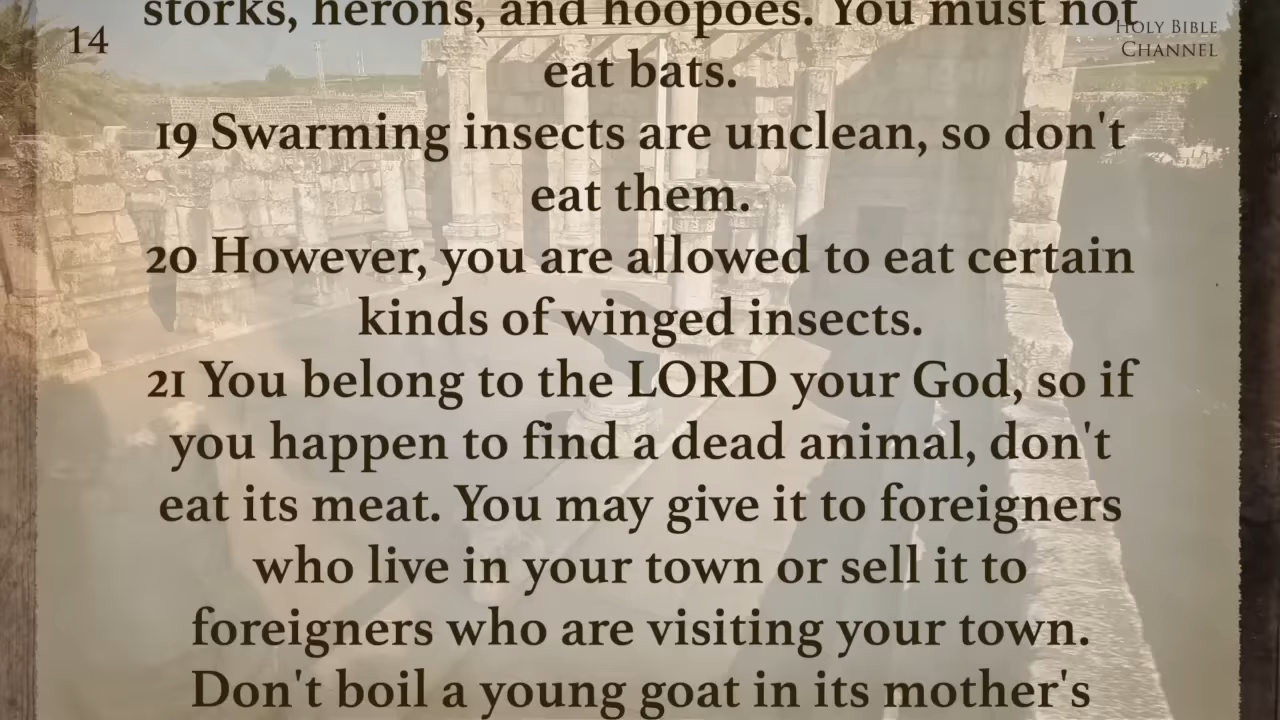 storks, herons, and hoopoes. You must not
14
HOLY BIBLE
CHANNEL
eat bats.
19 Swarming insects are unclean, so don't
eat them.
20 However, you are allowed to eat certain
kinds of winged insects.
21 You belong to the LORD your God, so if
you happen to find a dead animal, don't
eat its meat. You may give it to foreigners
who live in your town or sell it to
foreigners who are visiting your town.
Don't boil a young goat in its mother's